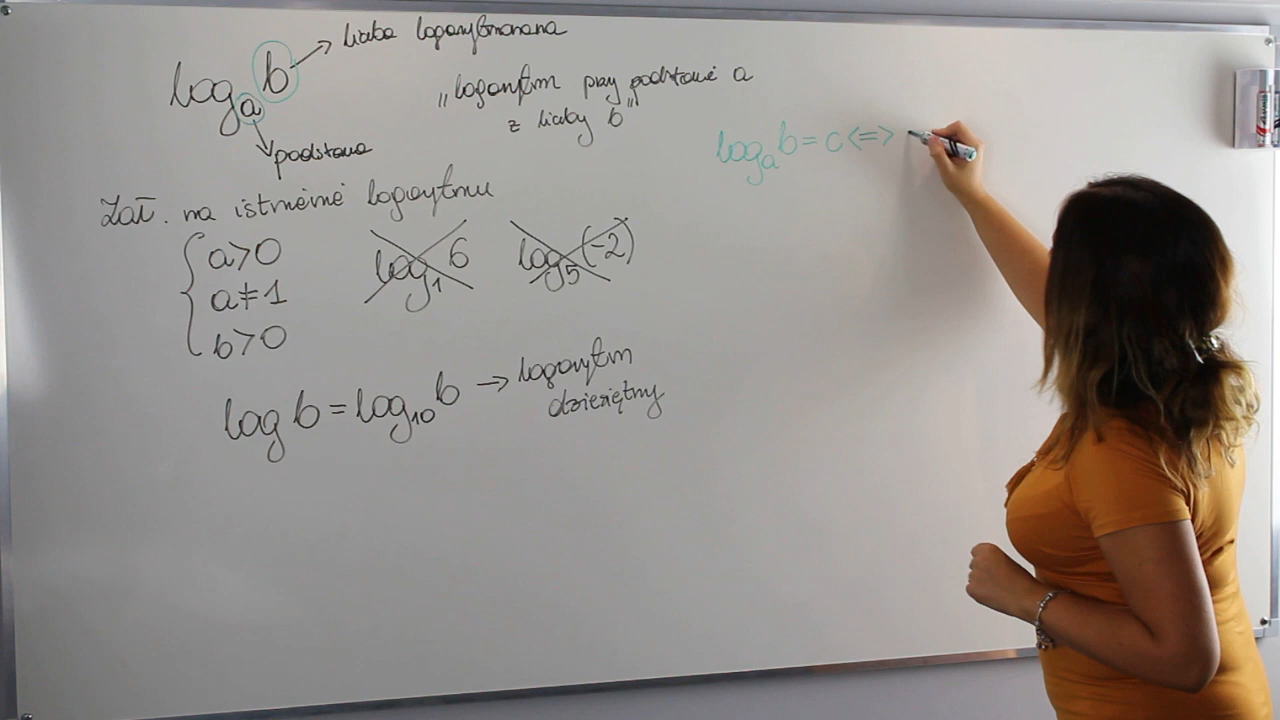 log_a b → liczba logarytmowana
↓ podstawa
„logarytm przy podstawie a
z liczby b”
Zał. na istnienie logarytmu
a>0
a≠1
b>0
log_1 6
log_5 (-2)
log b = log_10 b → logarytm
dziesiętny
log_a b = c <=>